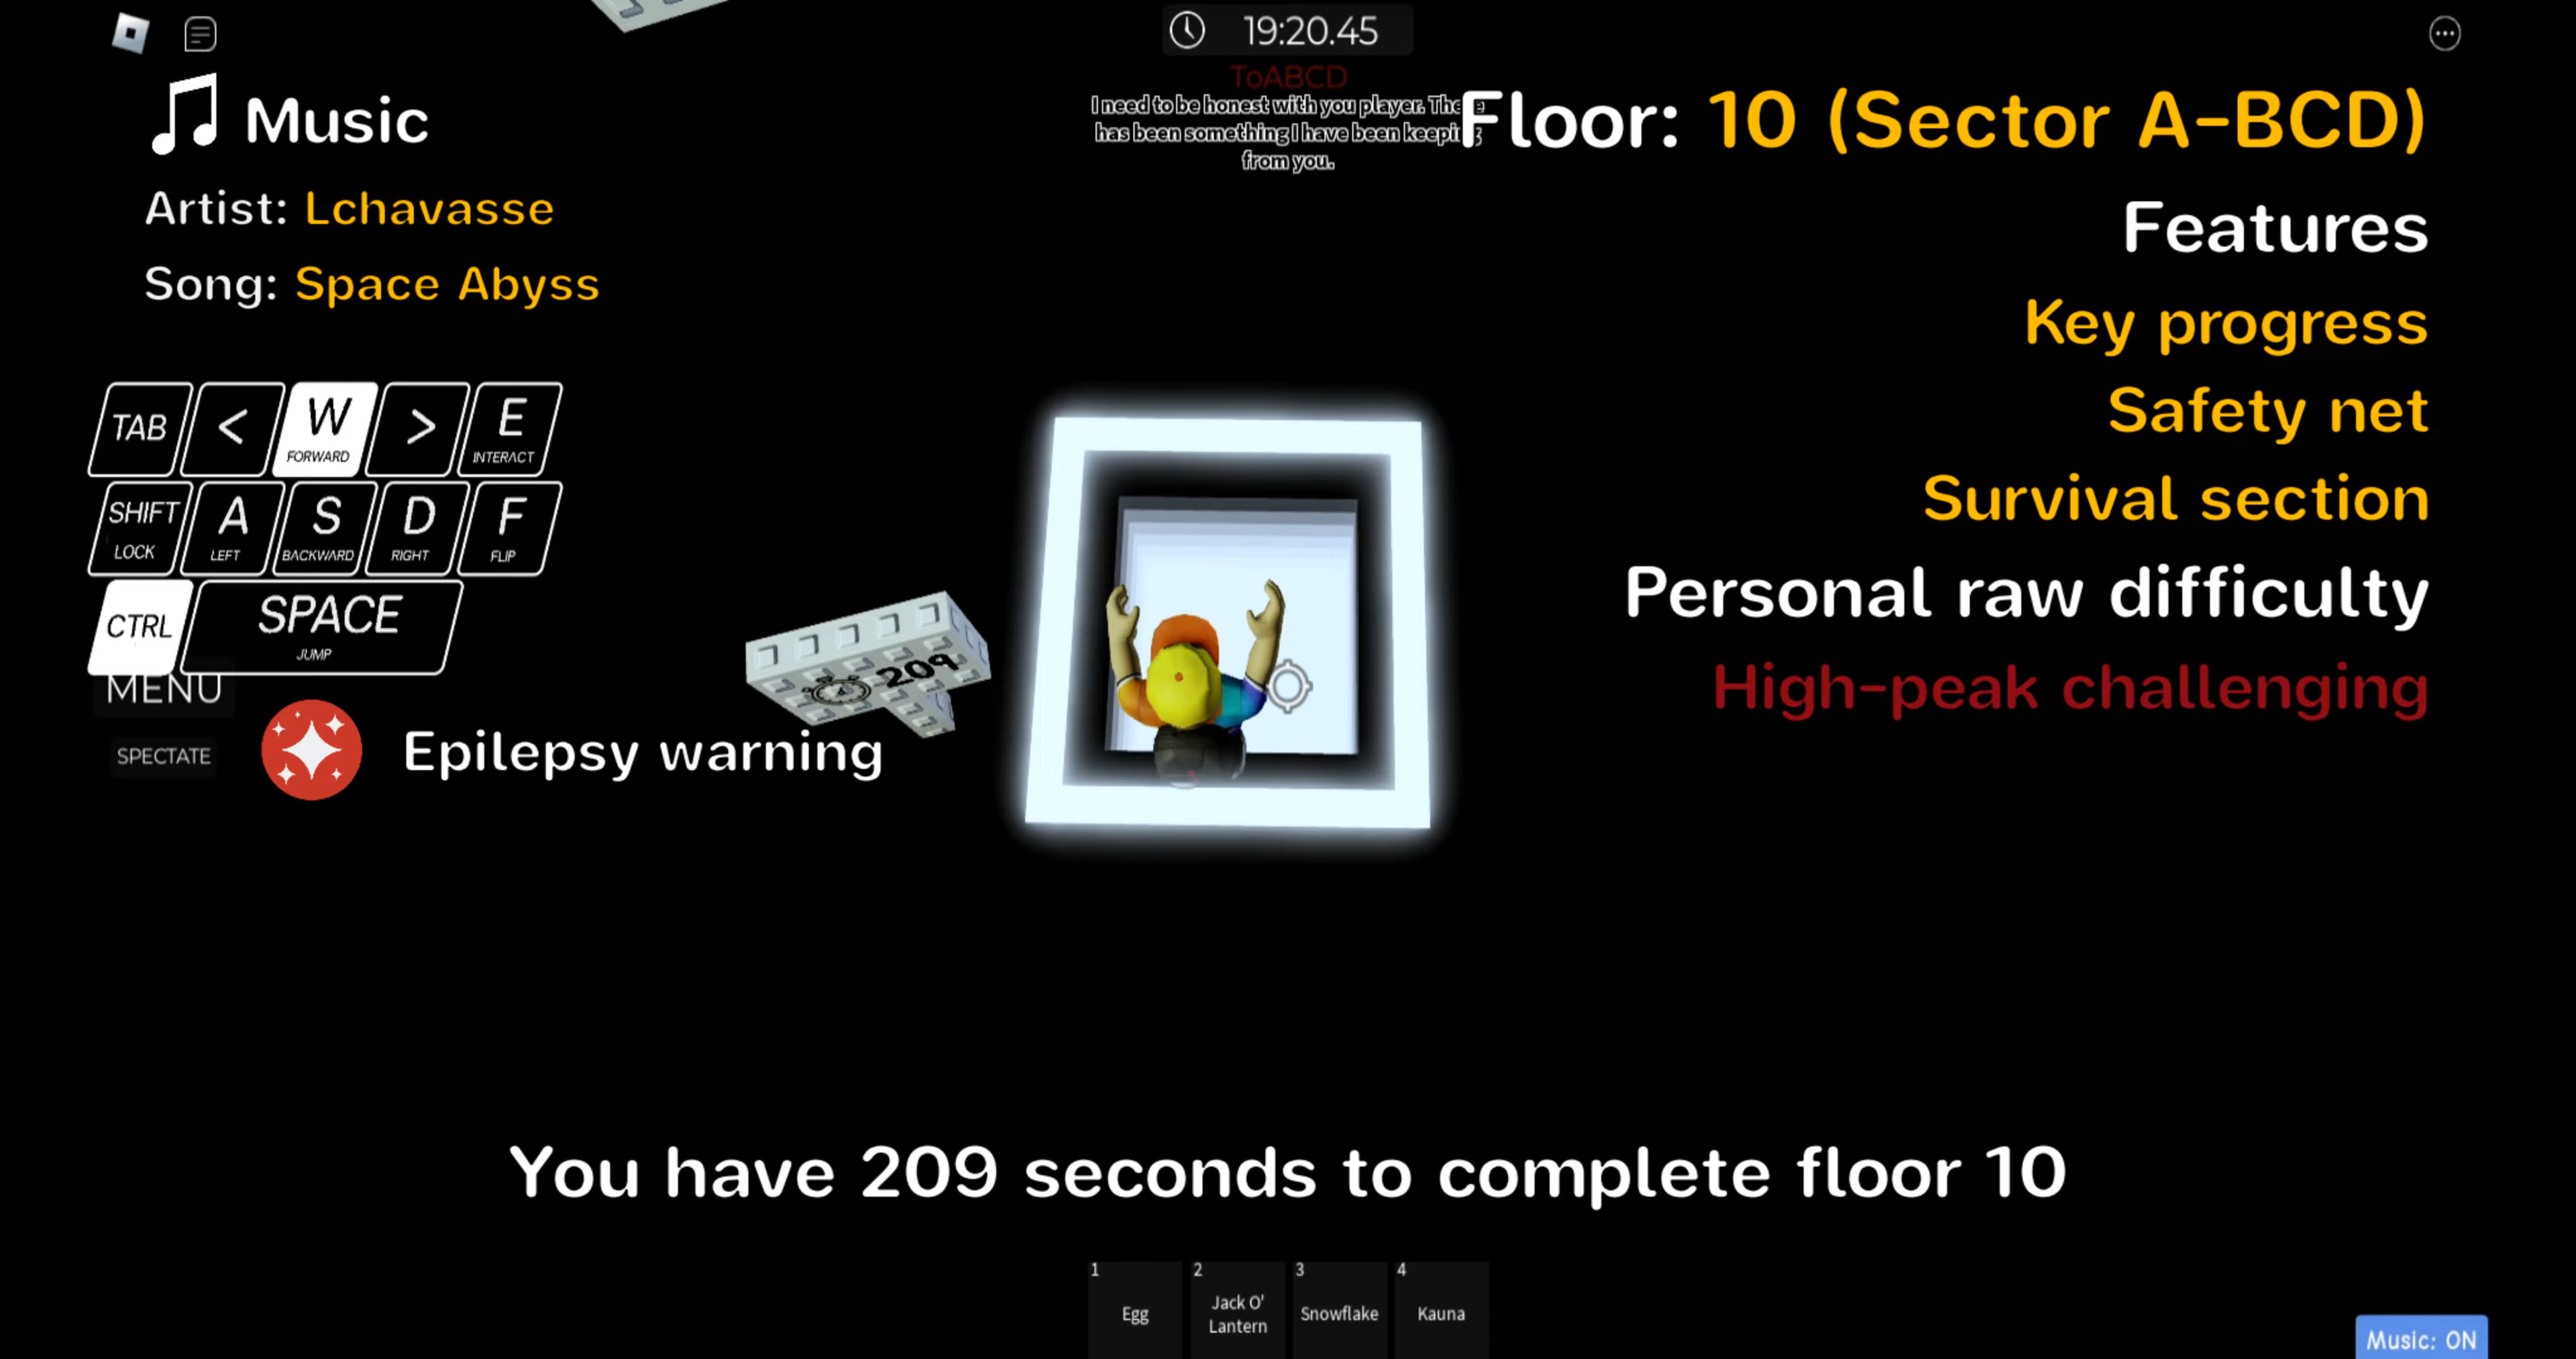 19:20.45
ToABCD
I need to be honest with you player.
has been something I have been
from you.
Music
Artist: Lchavasse
Song: Space Abyss
Floor: 10 (Sector A-BCD)
Features
Key progress
Safety net
Survival section
Personal raw difficulty
High-peak challenging
TAB < W > E
FORWARD INTERACT
SHIFT A S D F
LOCK LEFT BACKWARD RIGHT FLIP
CTRL SPACE
JUMP
MENU
SPECTATE
Epilepsy warning
209
You have 209 seconds to complete floor 10
1 2 3 4
Egg Jack O' Lantern Snowflake Kauna
Music: ON